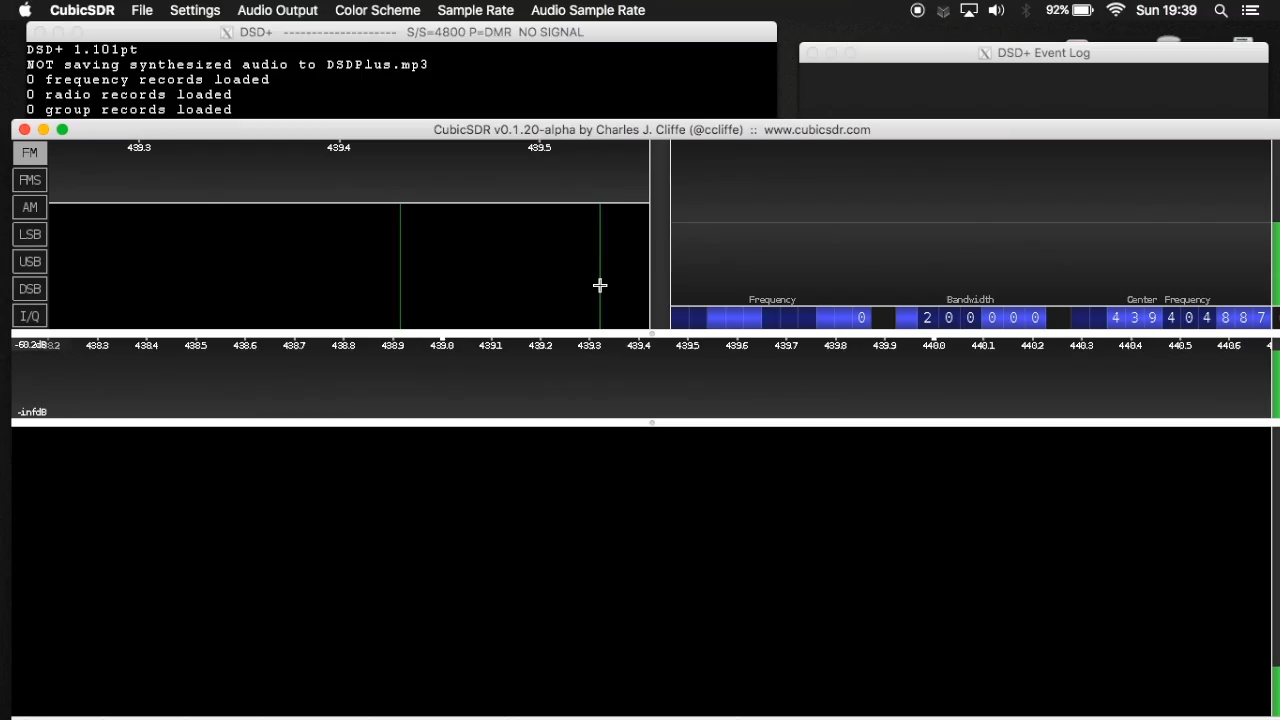 CubicSDR File Settings Audio Output Color Scheme Sample Rate Audio Sample Rate 92% Sun 19:39
DSD+ -------------------- S/S=4800 P=DMR NO SIGNAL
DSD+ 1.101pt
NOT saving synthesized audio to DSDPlus.mp3
0 frequency records loaded
0 radio records loaded
0 group records loaded
DSD+ Event Log
CubicSDR v0.1.20-alpha by Charles J. Cliffe (@ccliffe) :: www.cubicsdr.com
439.3 439.4 439.5
FM
FMS
AM
LSB
USB
DSB
I/Q
Frequency Bandwidth Center Frequency
0 200000 439404887
438.3 438.4 438.5 438.6 438.7 438.8 438.9 439.0 439.1 439.2 439.3 439.4 439.5 439.6 439.7 439.8 439.9 440.0 440.1 440.2 440.3 440.4 440.5 440.6
-infdB